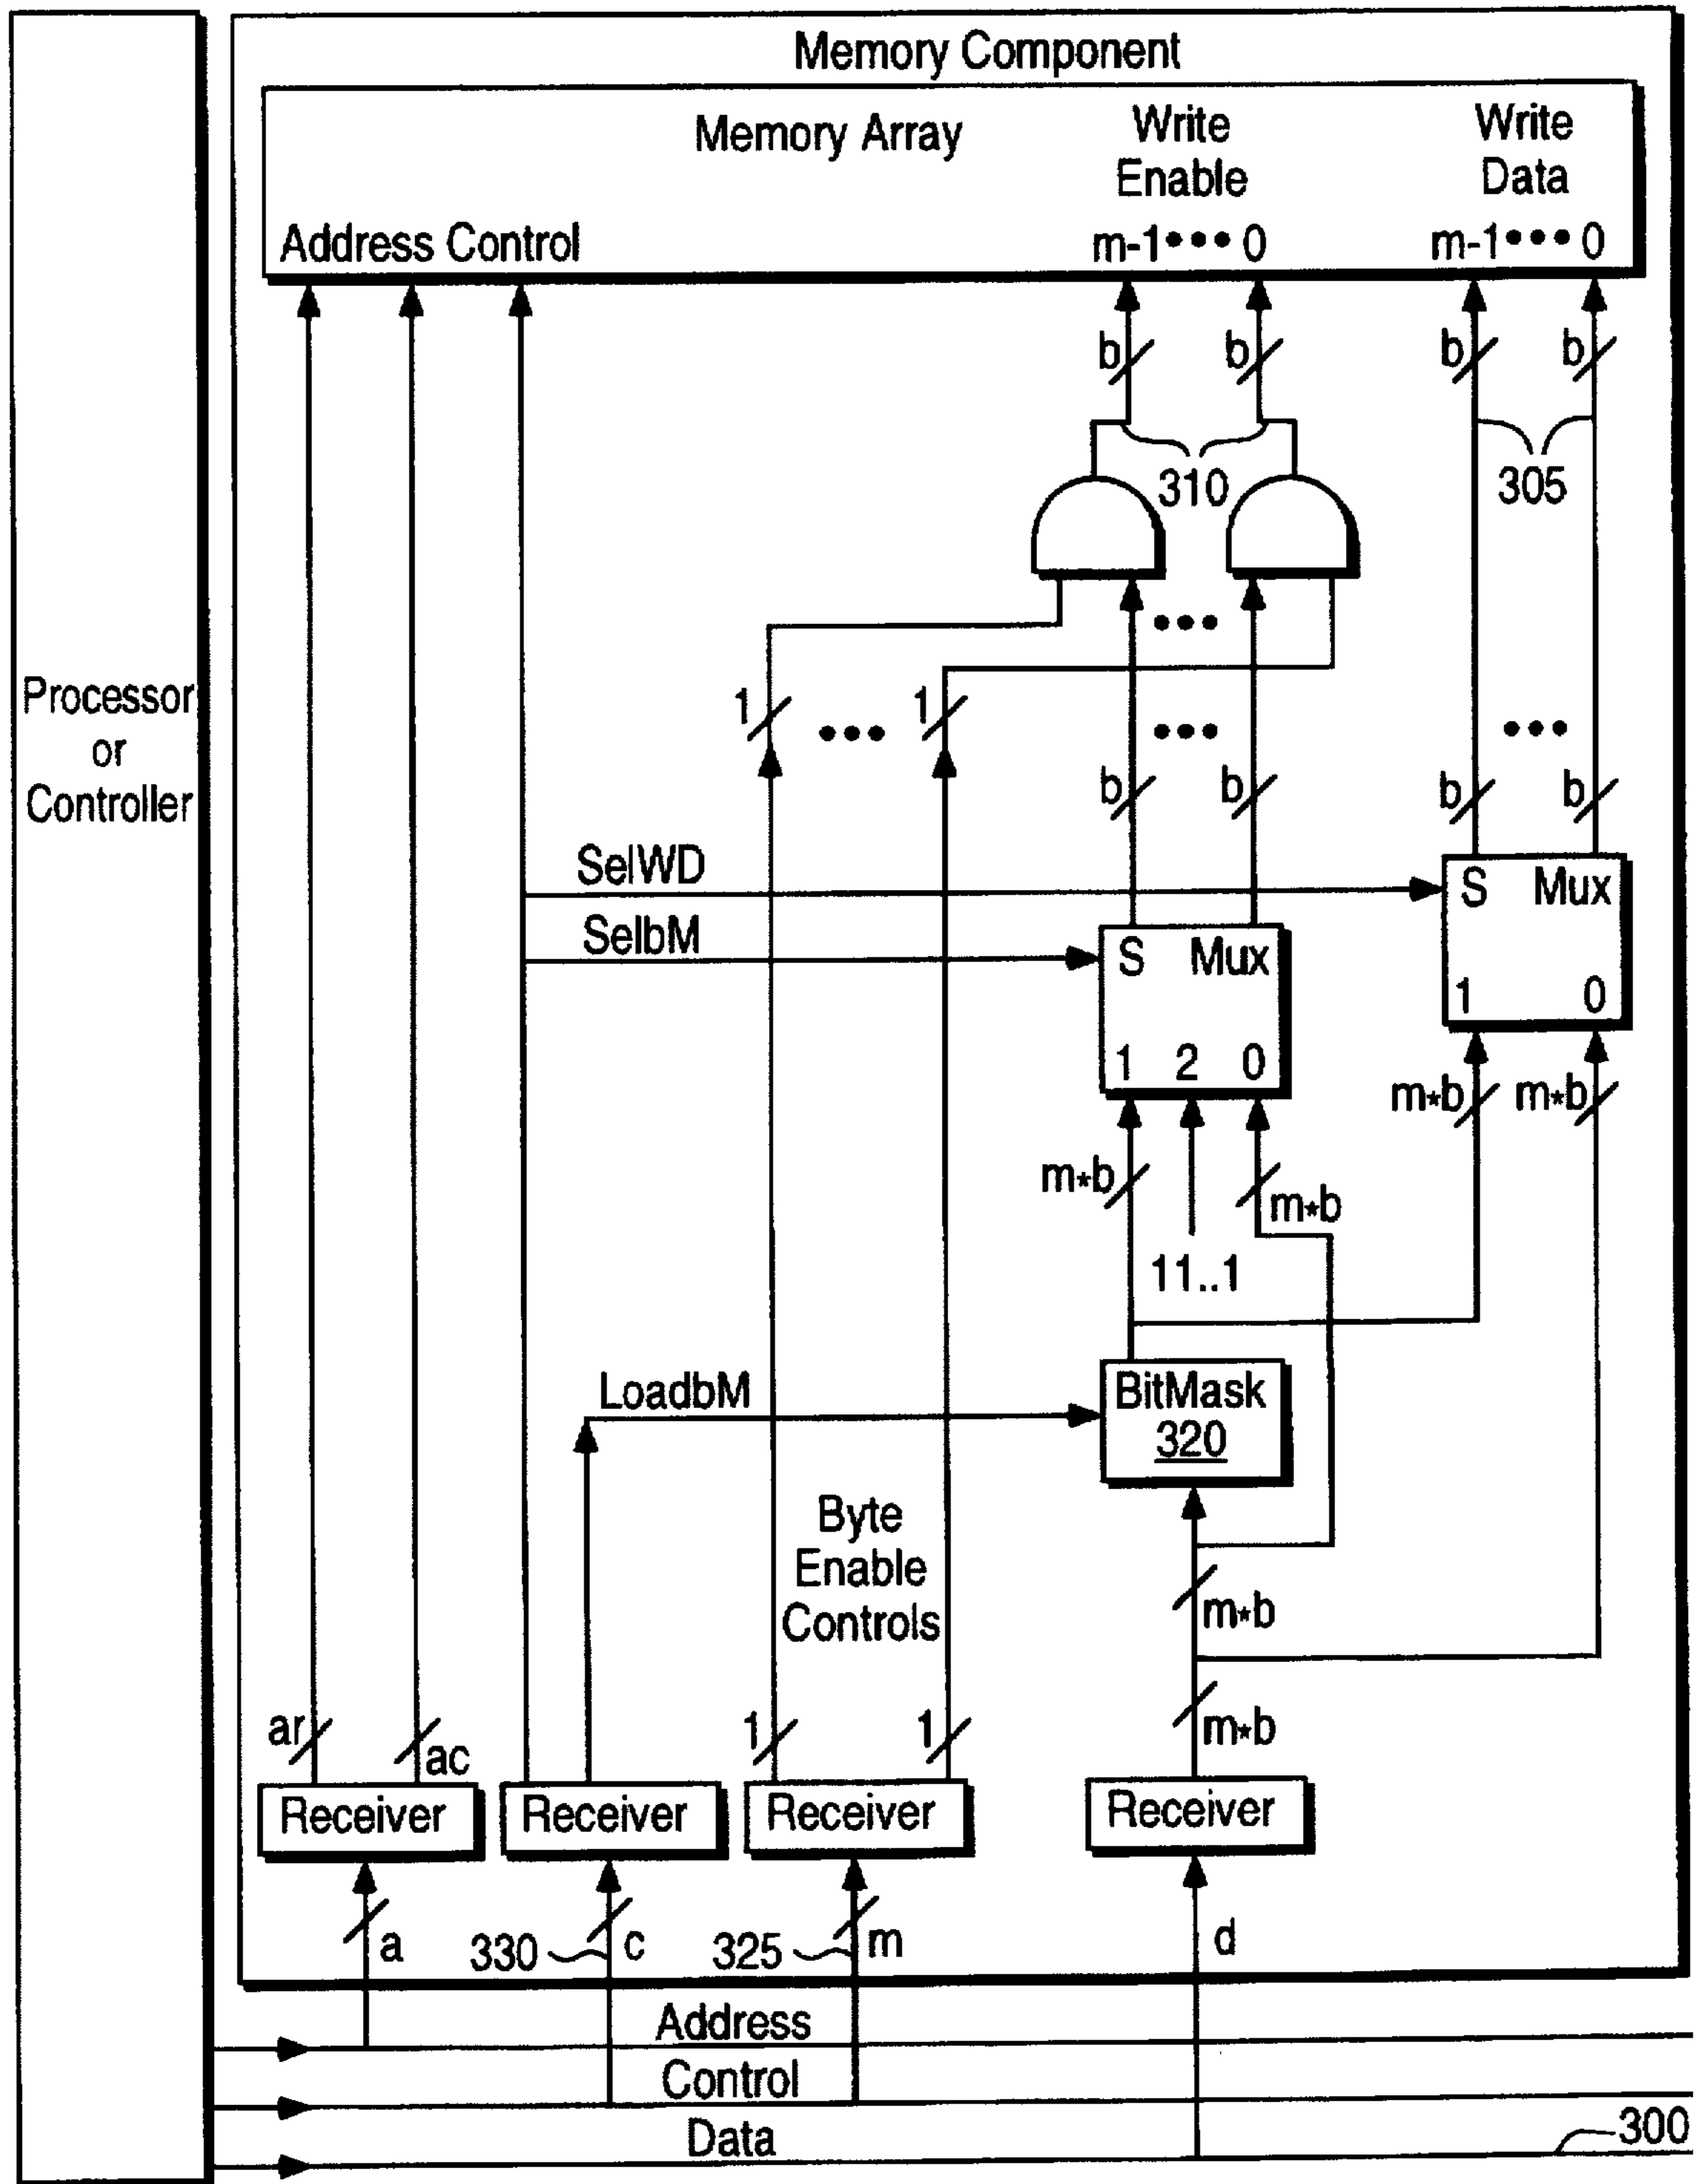 Memory Component
Memory Array
Write
Enable
Write
Data
Address Control
m-1••• 0
m-1••• 0
b
b
b
b
310
305
Processor
or
Controller
1
•••
1
•••
•••
•••
b
b
b
b
SelWD
S Mux
1 0
SelbM
S Mux
1 2 0
m*b
m*b
m*b
m*b
11..1
LoadbM
BitMask
320
Byte
Enable
Controls
m*b
m*b
ar
ac
1
1
Receiver
Receiver
Receiver
Receiver
a
330
c
325
m
d
Address
Control
Data
300